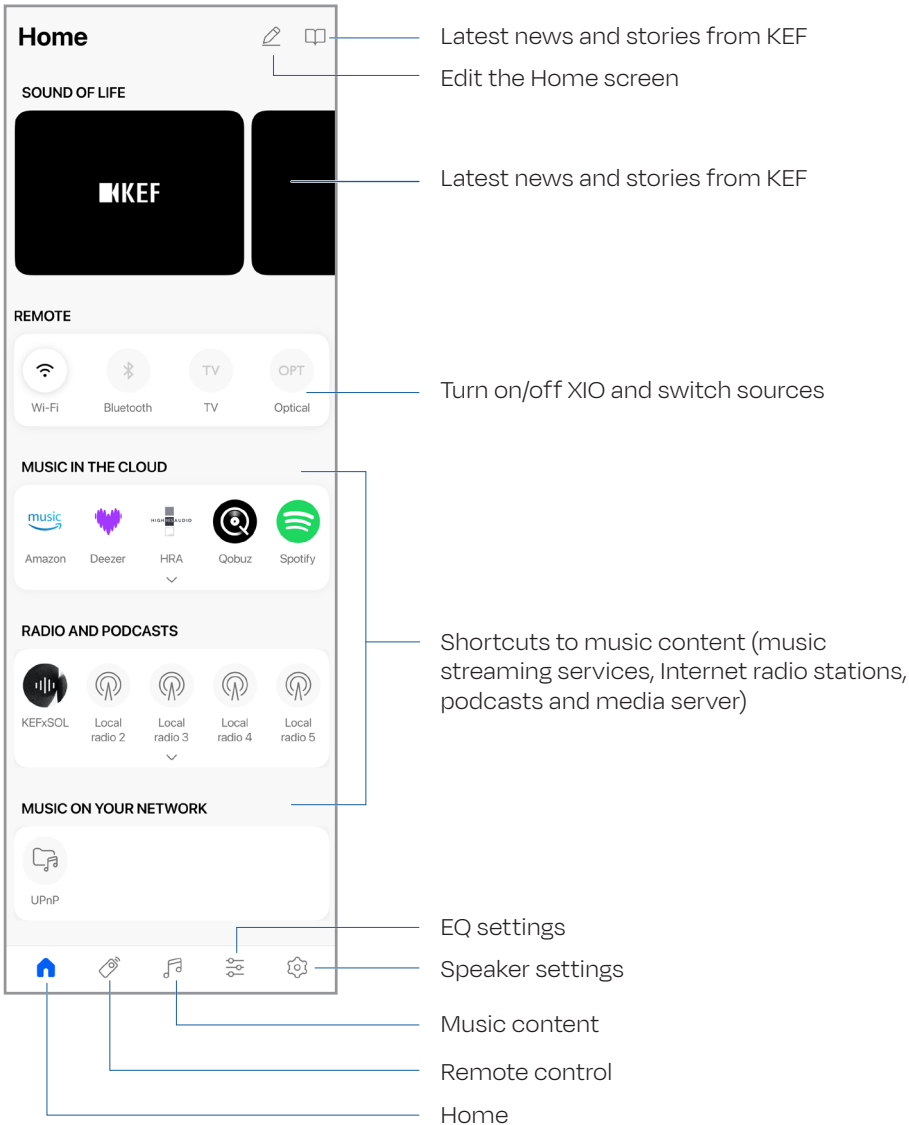 Home
Latest news and stories from KEF
Edit the Home screen
SOUND OF LIFE
KEF
Latest news and stories from KEF
REMOTE
TV
OPT
Wi-Fi
Bluetooth
TV
Optical
Turn on/off XIO and switch sources
MUSIC IN THE CLOUD
music
HIGHRESAUDIO
Amazon
Deezer
HRA
Qobuz
Spotify
RADIO AND PODCASTS
Shortcuts to music content (music
streaming services, Internet radio stations,
podcasts and media server)
KEFxSOL
Local
radio 2
Local
radio 3
Local
radio 4
Local
radio 5
MUSIC ON YOUR NETWORK
UPnP
EQ settings
Speaker settings
Music content
Remote control
Home